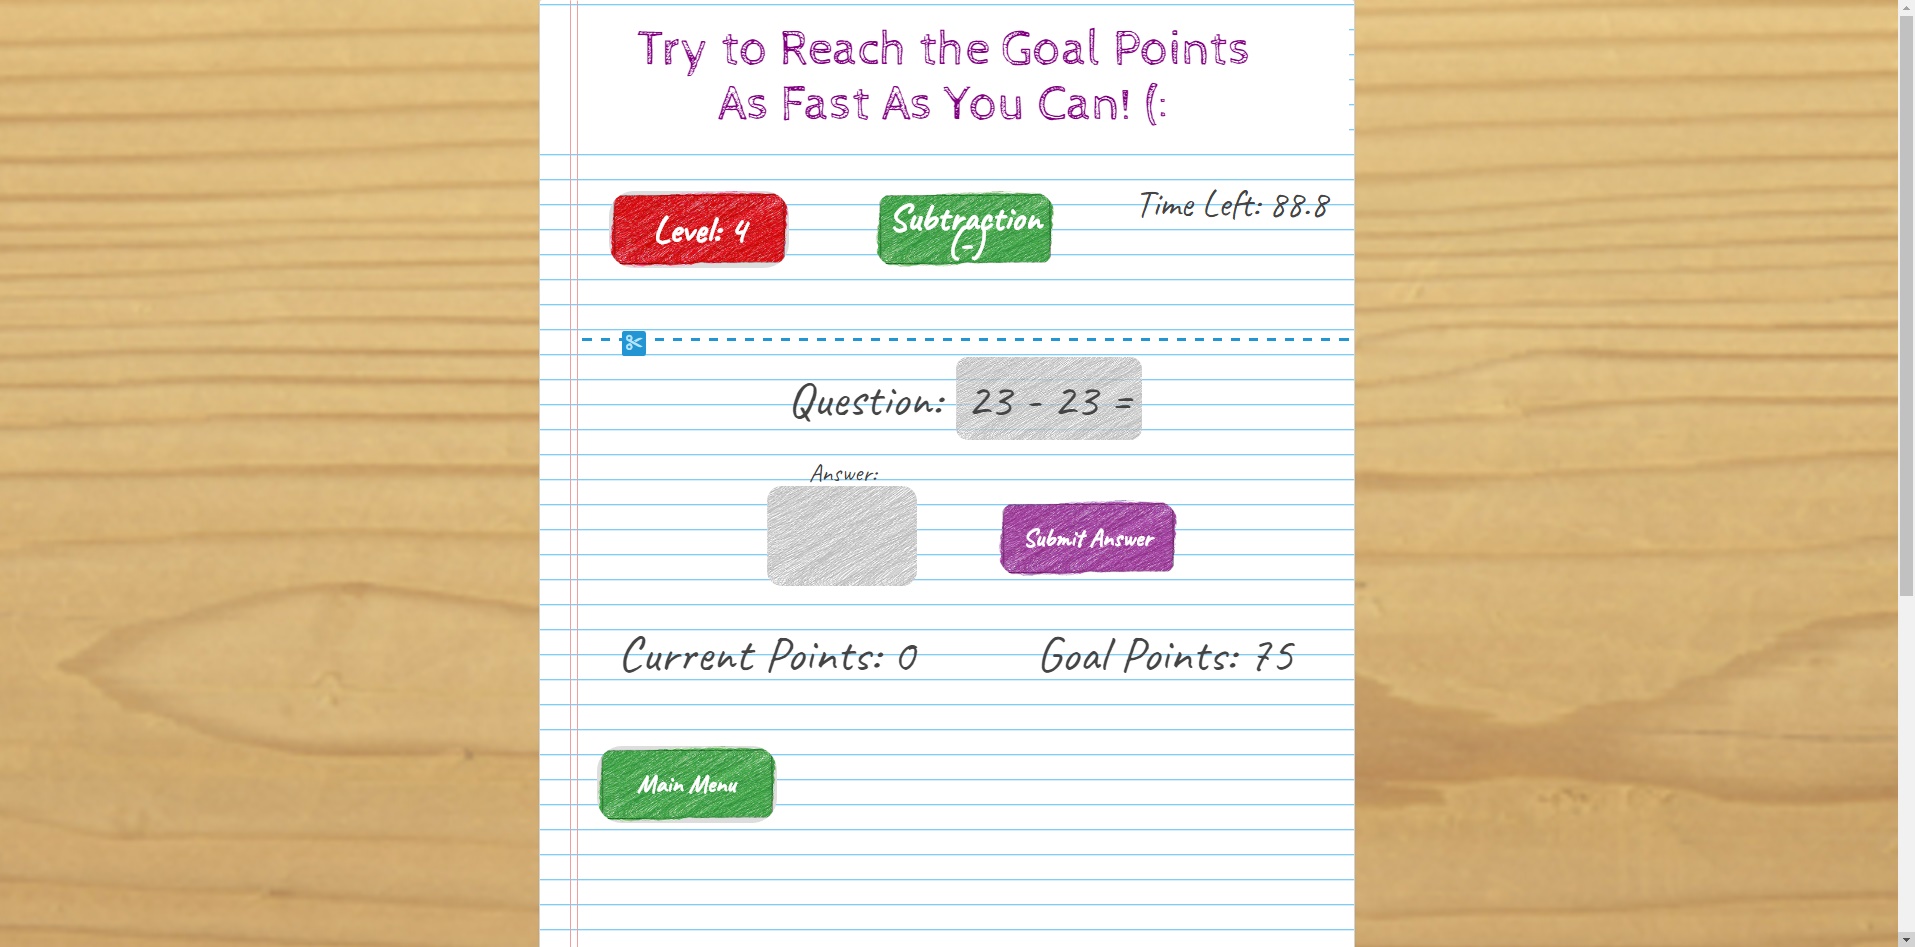 Try to Reach the Goal Points
As Fast As You Can! (:
Level: 4
Subtraction
(-)
Time Left: 88.8
Question: 23 - 23 =
Answer:
Submit Answer
Current Points: 0
Goal Points: 75
Main Menu